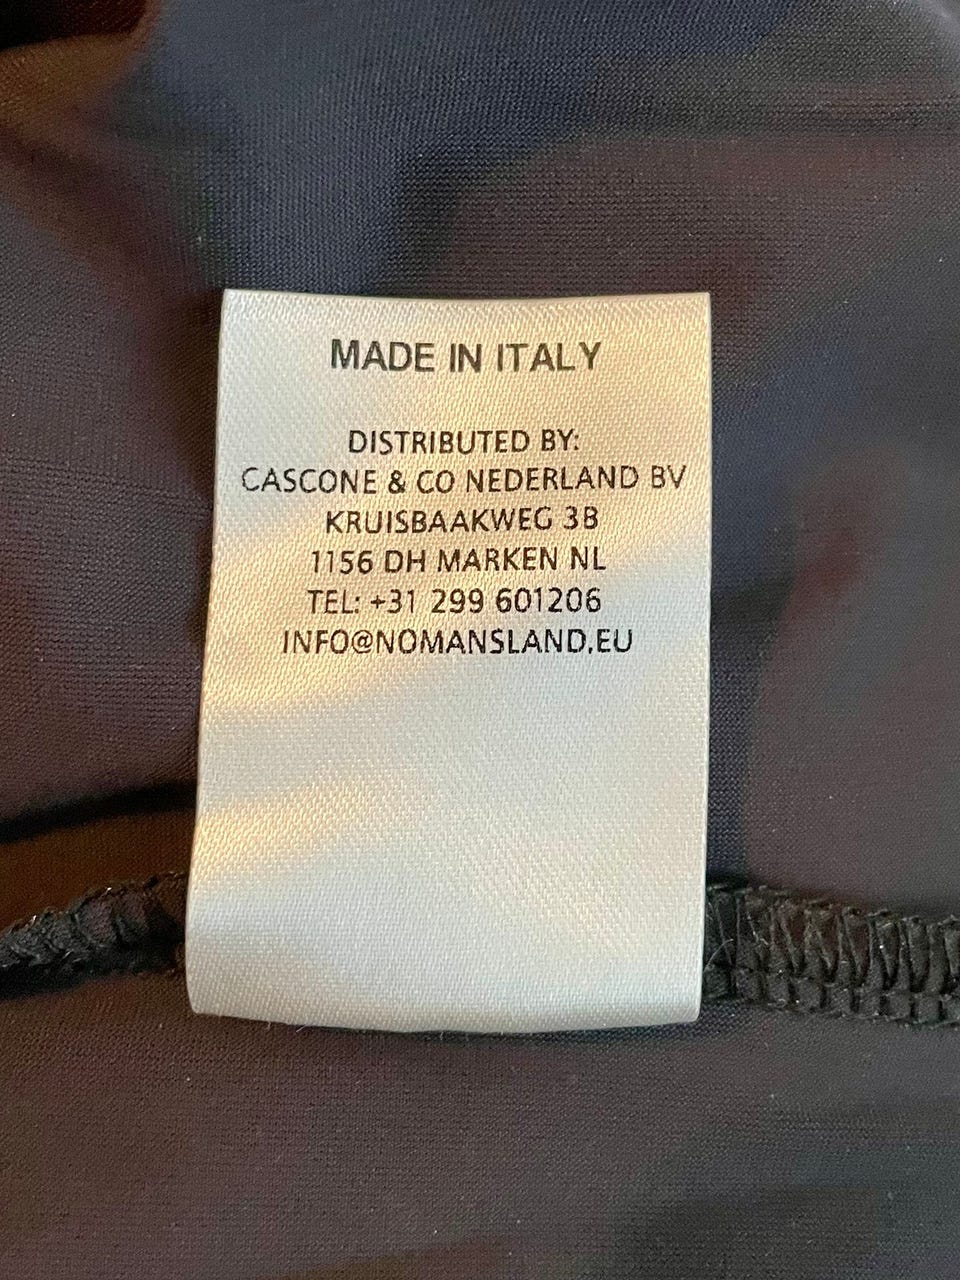 MADE IN ITALY
DISTRIBUTED BY:
CASCONE & CO NEDERLAND BV
KRUISBAAKWEG 3B
1156 DH MARKEN NL
TEL: +31 299 601206
INFO@NOMANSLAND.EU